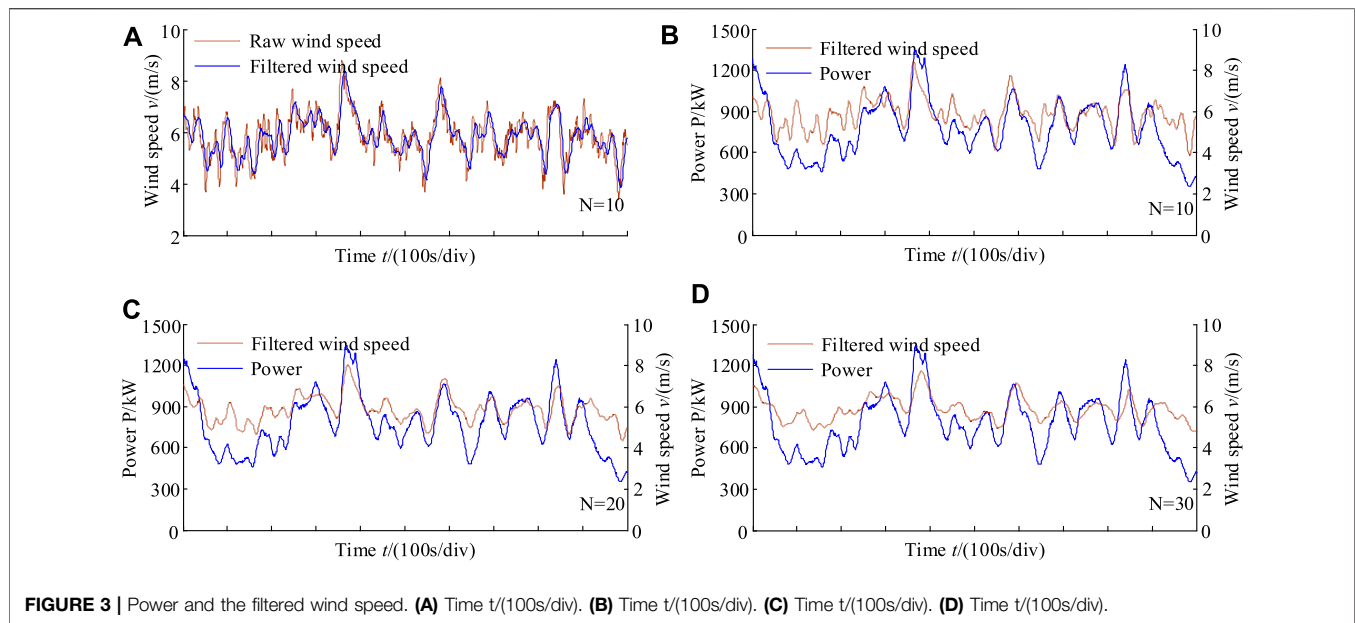 A
Raw wind speed
Filtered wind speed
Wind speed v/(m/s)
10
8
6
4
2
N=10
Time t/(100s/div)
B
Filtered wind speed
Power
Power P/kW
1500
1200
900
600
300
0
10
8
6
4
2
0
Wind speed v/(m/s)
N=10
Time t/(100s/div)
C
Filtered wind speed
Power
Power P/kW
1500
1200
900
600
300
0
10
8
6
4
2
0
Wind speed v/(m/s)
N=20
Time t/(100s/div)
D
Filtered wind speed
Power
Power P/kW
1500
1200
900
600
300
0
10
8
6
4
2
0
Wind speed v/(m/s)
N=30
Time t/(100s/div)
FIGURE 3 | Power and the filtered wind speed. (A) Time t/(100s/div). (B) Time t/(100s/div). (C) Time t/(100s/div). (D) Time t/(100s/div).